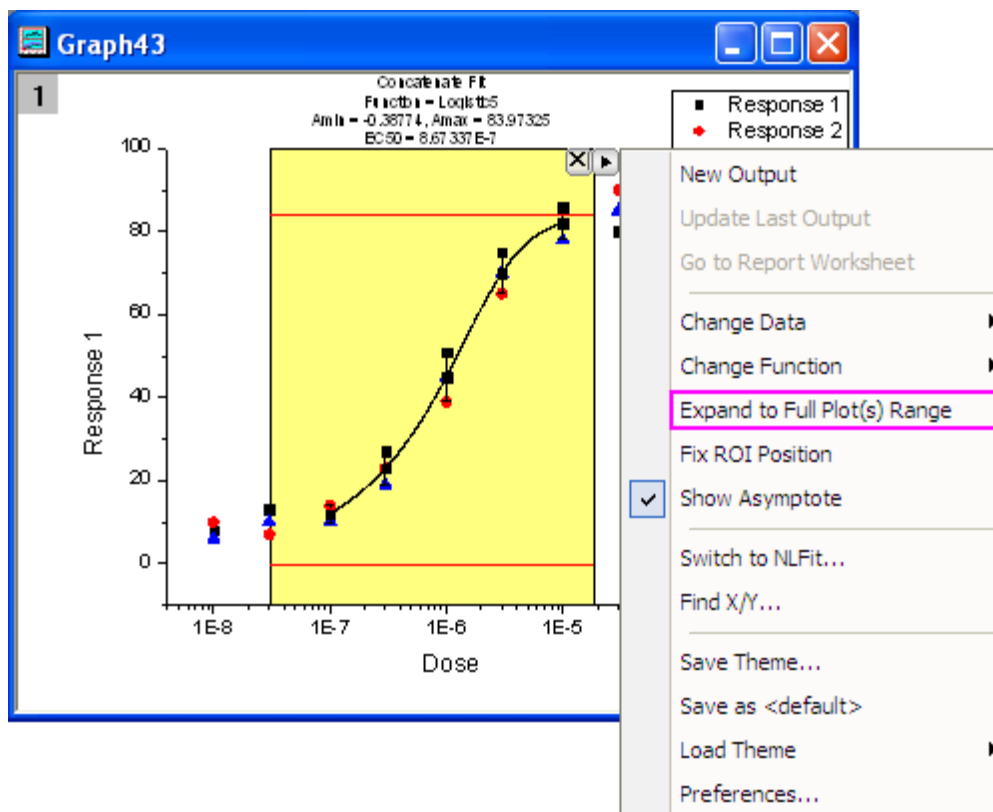 Graph43
1
Concatenate Fit
Function = Logistic5
Amin = -0.38774, Amax = 83.97325
EC50 = 8.67337E-7
Response 1
Response 2
100
80
60
40
20
0
Response 1
1E-8
1E-7
1E-6
1E-5
Dose
New Output
Update Last Output
Go to Report Worksheet
Change Data
Change Function
Expand to Full Plot(s) Range
Fix ROI Position
Show Asymptote
Switch to NLFit...
Find X/Y...
Save Theme...
Save as <default>
Load Theme
Preferences...